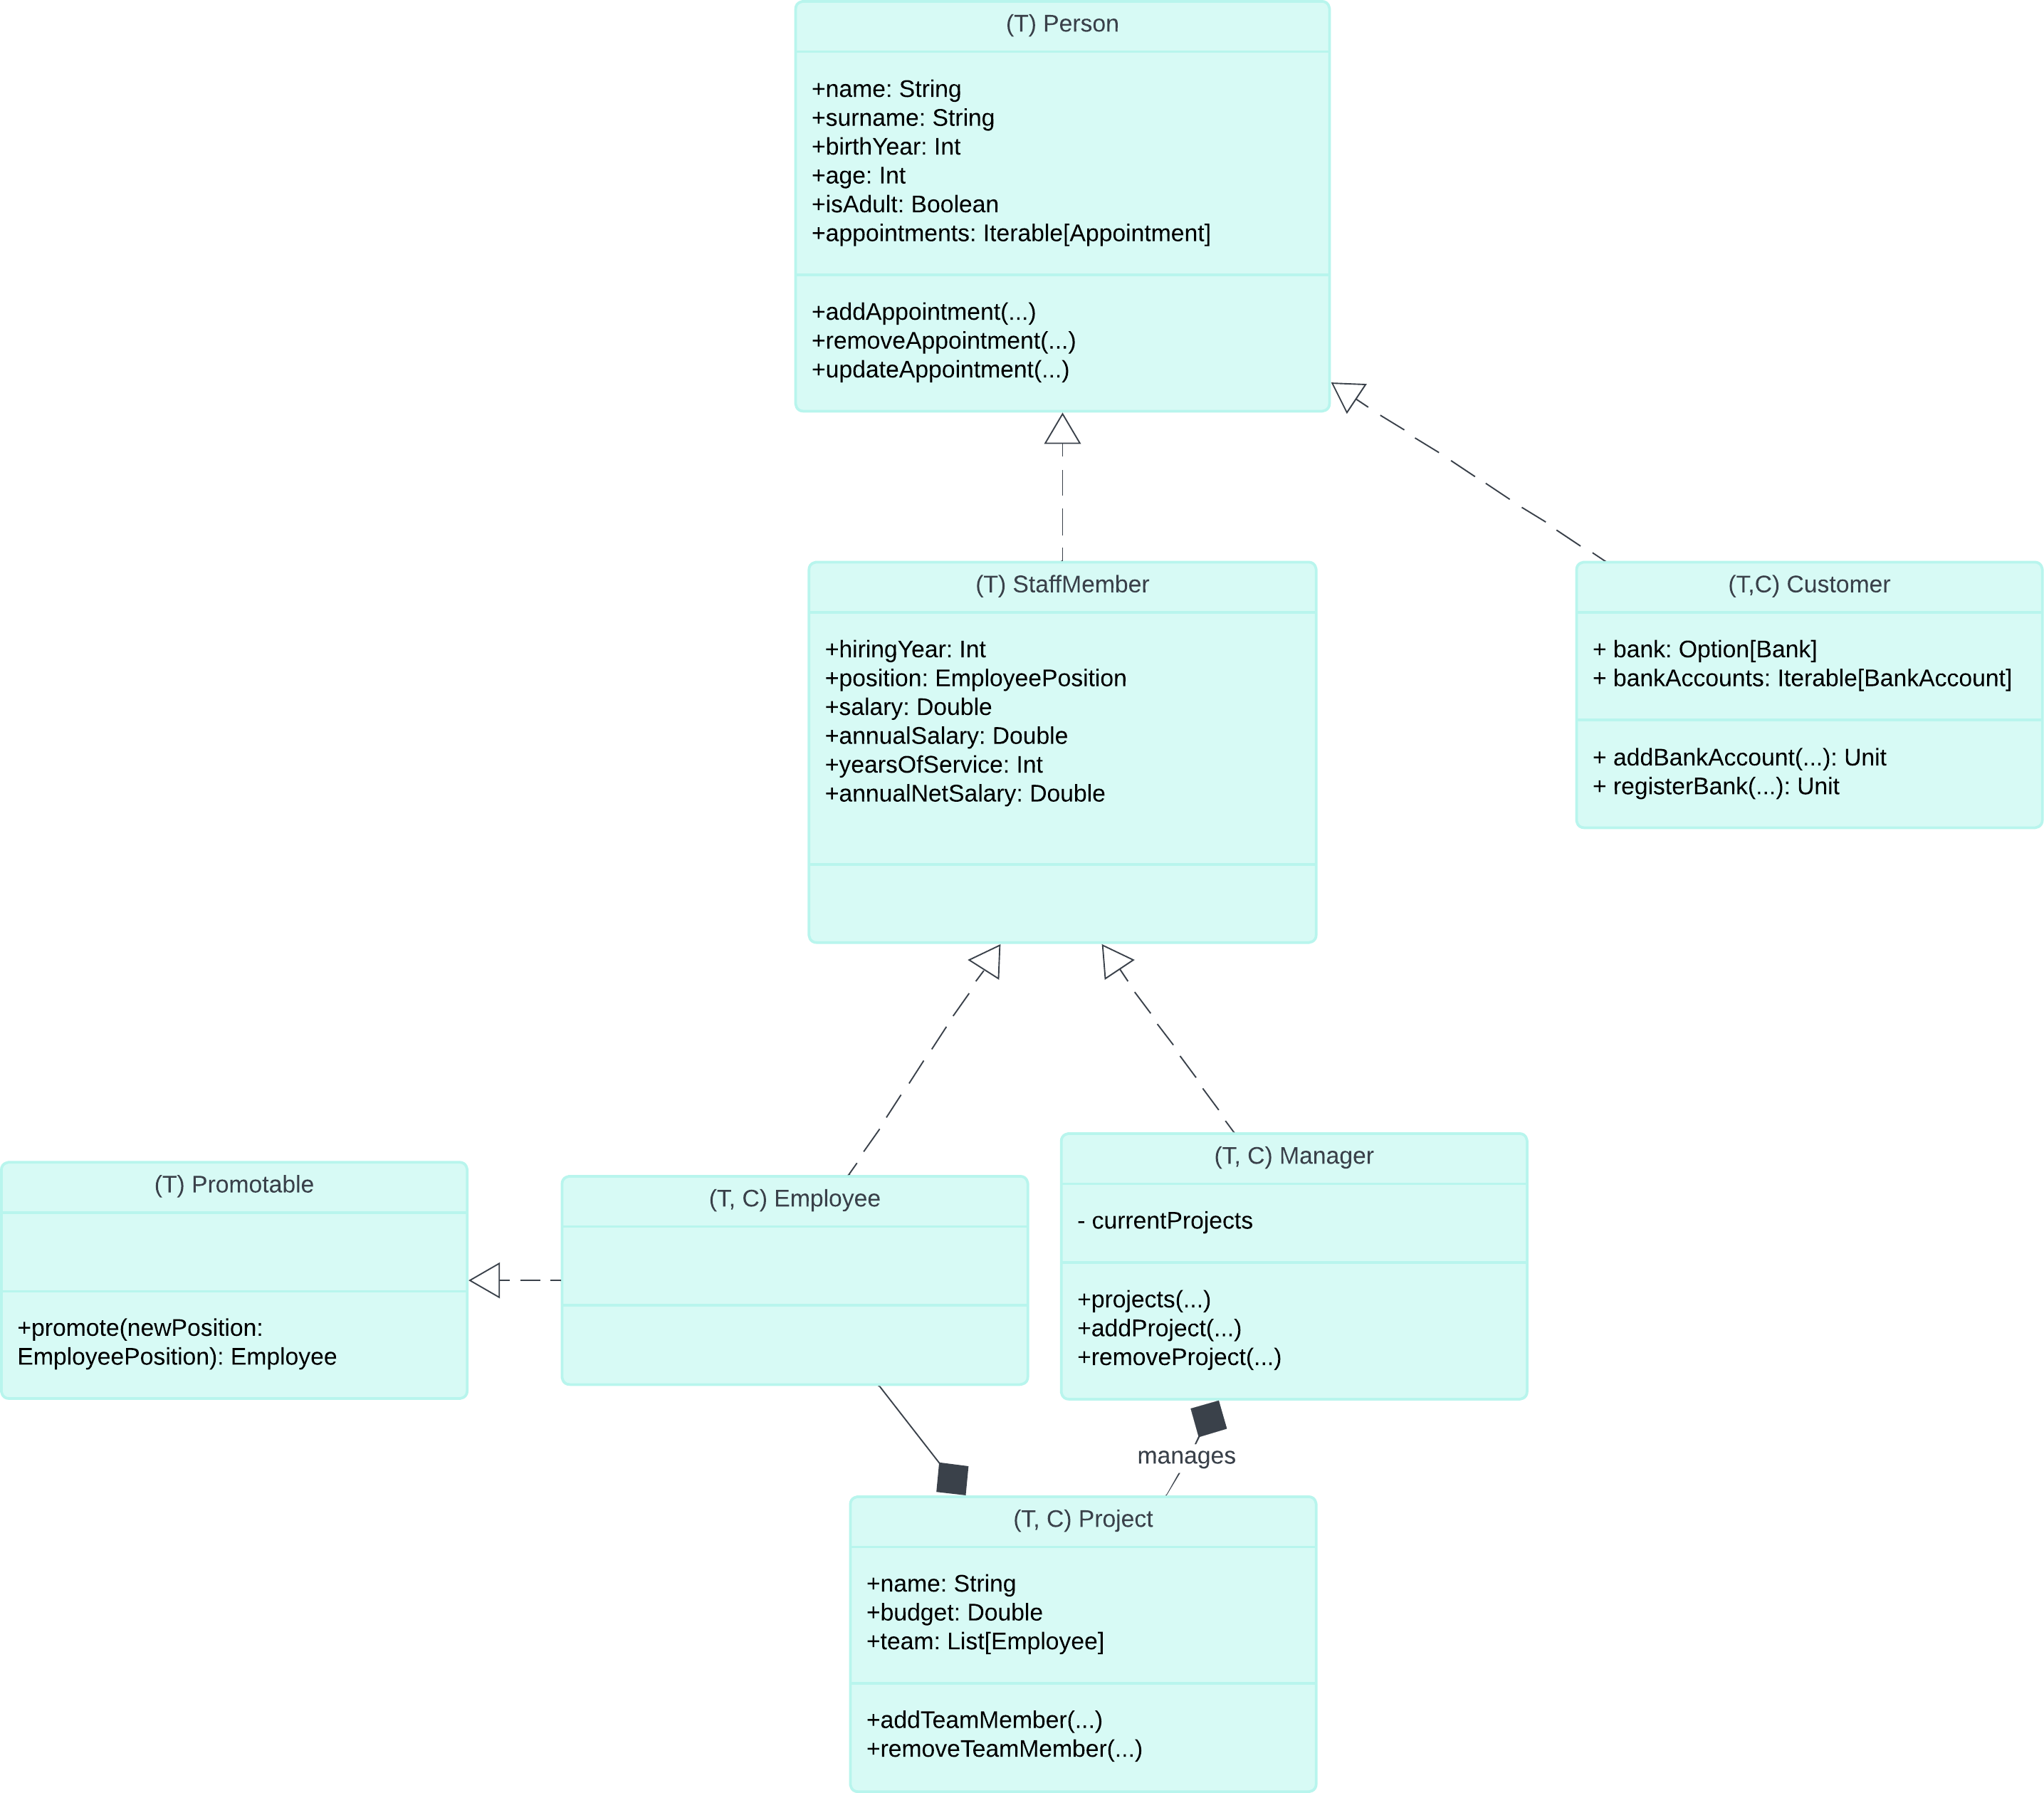 (T) Person
+name: String
+surname: String
+birthYear: Int
+age: Int
+isAdult: Boolean
+appointments: Iterable[Appointment]
+addAppointment(...)
+removeAppointment(...)
+updateAppointment(...)
(T) StaffMember
+hiringYear: Int
+position: EmployeePosition
+salary: Double
+annualSalary: Double
+yearsOfService: Int
+annualNetSalary: Double
(T,C) Customer
+ bank: Option[Bank]
+ bankAccounts: Iterable[BankAccount]
+ addBankAccount(...): Unit
+ registerBank(...): Unit
(T) Promotable
+promote(newPosition:
EmployeePosition): Employee
(T, C) Employee
(T, C) Manager
- currentProjects
+projects(...)
+addProject(...)
+removeProject(...)
manages
(T, C) Project
+name: String
+budget: Double
+team: List[Employee]
+addTeamMember(...)
+removeTeamMember(...)